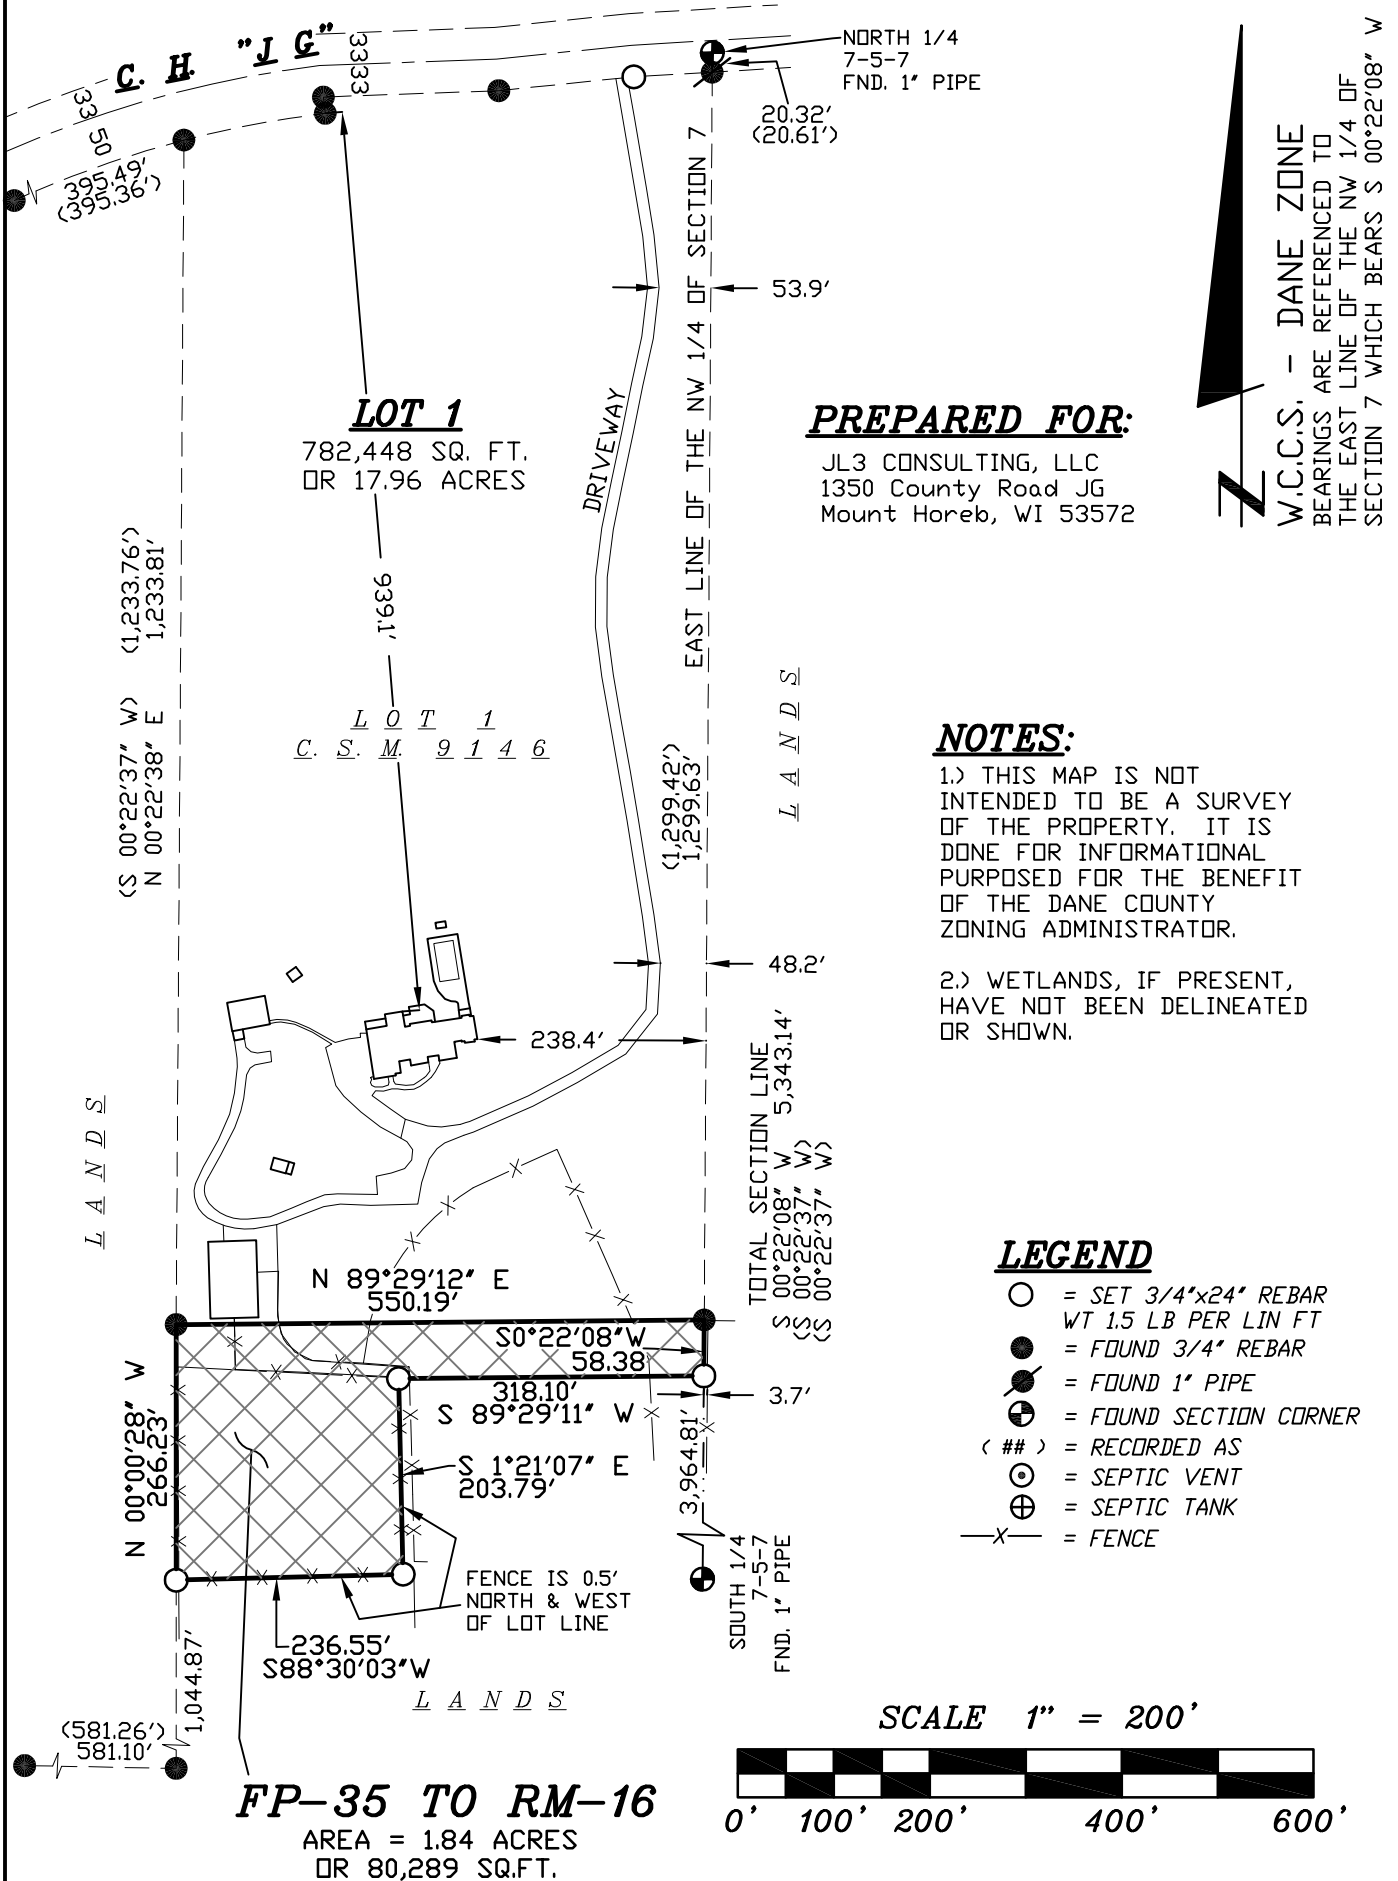 C. H. "J G"
33
33
33
50
395.49'
(395.36')
NORTH 1/4
7-5-7
FND. 1" PIPE
20.32'
(20.61')
53.9'
W.C.C.S. - DANE ZONE
BEARINGS ARE REFERENCED TO
THE EAST LINE OF THE NW 1/4 OF
SECTION 7 WHICH BEARS S 00°22'08" W
EAST LINE OF THE NW 1/4 OF SECTION 7
DRIVEWAY
LOT 1
782,448 SQ. FT.
OR 17.96 ACRES
PREPARED FOR:
JL3 CONSULTING, LLC
1350 County Road JG
Mount Horeb, WI 53572
939.1'
(S 00°22'37" W) (1,233.76')
N 00°22'38" E 1,233.81'
LOT 1
C.S.M. 9146
(1,299.42')
1,299.63'
LANDS
NOTES:
1.) THIS MAP IS NOT
INTENDED TO BE A SURVEY
OF THE PROPERTY. IT IS
DONE FOR INFORMATIONAL
PURPOSED FOR THE BENEFIT
OF THE DANE COUNTY
ZONING ADMINISTRATOR.
2.) WETLANDS, IF PRESENT,
HAVE NOT BEEN DELINEATED
OR SHOWN.
48.2'
238.4'
TOTAL SECTION LINE
S 00°22'08" W 5,343.14'
(S 00°22'37" W)
(S 00°22'37" W)
LANDS
N 89°29'12" E
550.19'
S0°22'08"W
58.38
318.10'
S 89°29'11" W
3.7'
N 00°00'28" W
266.23'
S 1°21'07" E
203.79'
3,964.81'
SOUTH 1/4
7-5-7
FND. 1" PIPE
FENCE IS 0.5'
NORTH & WEST
OF LOT LINE
236.55'
S88°30'03"W
1,044.87'
LANDS
(581.26')
581.10'
LEGEND
= SET 3/4"x24" REBAR
WT 1.5 LB PER LIN FT
= FOUND 3/4" REBAR
= FOUND 1" PIPE
= FOUND SECTION CORNER
( ## ) = RECORDED AS
= SEPTIC VENT
= SEPTIC TANK
X = FENCE
SCALE 1" = 200'
0' 100' 200' 400' 600'
FP-35 TO RM-16
AREA = 1.84 ACRES
OR 80,289 SQ.FT.